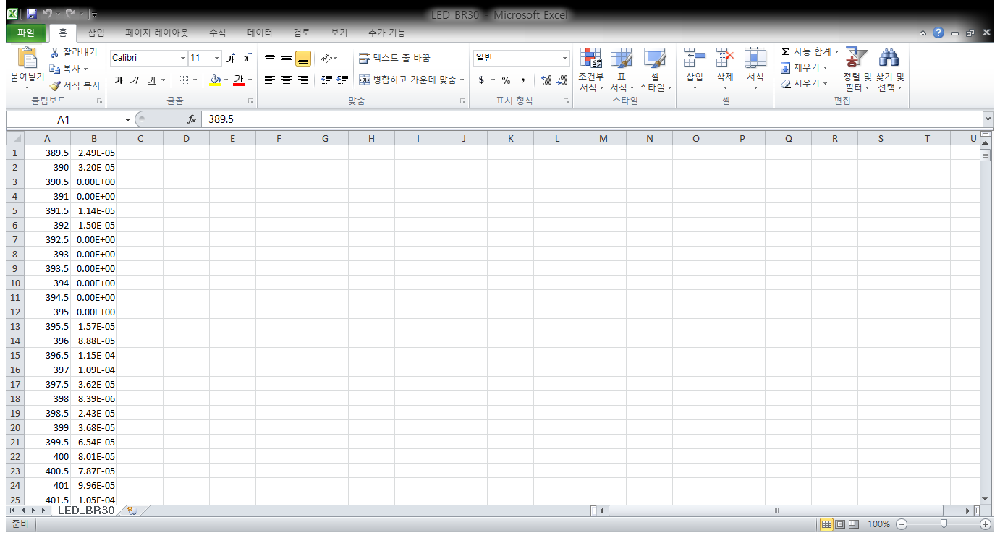 LED_BR30 - Microsoft Excel
파일 홈 삽입 페이지 레이아웃 수식 데이터 검토 보기 추가 기능
붙여넣기
잘라내기
복사
서식 복사
클립보드
Calibri 11
가 가 가 가
글꼴
텍스트 줄 바꿈
병합하고 가운데 맞춤
맞춤
일반
$ % ,
표시 형식
조건부 서식
표 서식
셀 스타일
스타일
삽입 삭제 서식
셀
Σ 자동 합계
채우기
지우기
정렬 및 필터
찾기 및 선택
편집
A1 fx 389.5
A B C D E F G H I J K L M N O P Q R S T U
1 389.5 2.49E-05
2 390 3.20E-05
3 390.5 0.00E+00
4 391 0.00E+00
5 391.5 1.14E-05
6 392 1.50E-05
7 392.5 0.00E+00
8 393 0.00E+00
9 393.5 0.00E+00
10 394 0.00E+00
11 394.5 0.00E+00
12 395 0.00E+00
13 395.5 1.57E-05
14 396 8.88E-05
15 396.5 1.15E-04
16 397 1.09E-04
17 397.5 3.62E-05
18 398 8.39E-06
19 398.5 2.43E-05
20 399 3.68E-05
21 399.5 6.54E-05
22 400 8.01E-05
23 400.5 7.87E-05
24 401 9.96E-05
25 401.5 1.05E-04
LED_BR30
준비 100%